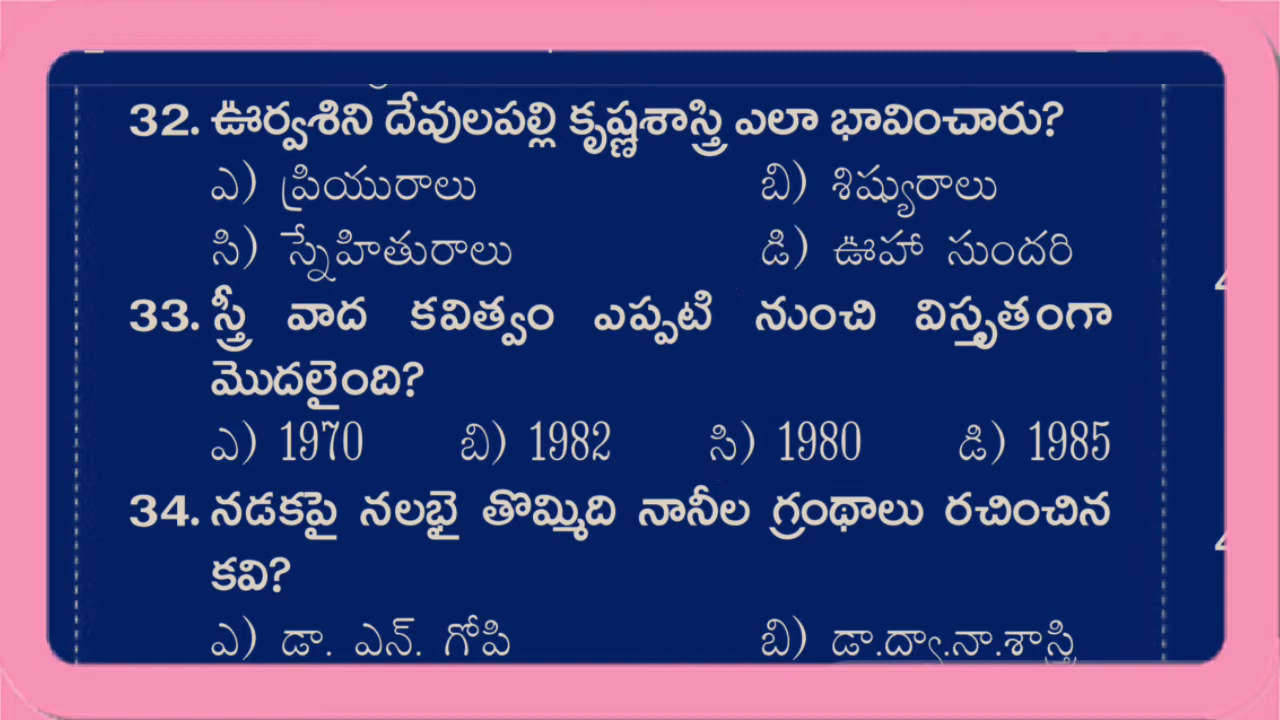 32. ఊర్వశిని దేవులపల్లి కృష్ణశాస్త్రి ఎలా భావించారు?
ఎ) ప్రియురాలు బి) శిష్యురాలు
సి) స్నేహితురాలు డి) ఊహా సుందరి
33. స్త్రీ వాద కవిత్వం ఎప్పటి నుంచి విస్తృతంగా
మొదలైంది?
ఎ) 1970 బి) 1982 సి) 1980 డి) 1985
34. నడకపై నలభై తొమ్మిది నానీల గ్రంథాలు రచించిన
కవి?
ఎ) డా. ఎన్. గోపి బి) డా.ద్వా.నా.శాస్త్రి